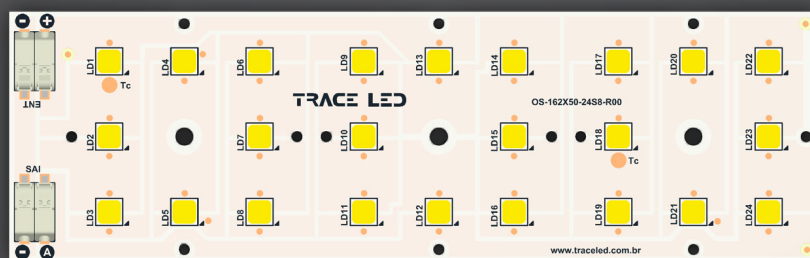 - +
LD1
LD4
LD6
LD9
LD13
LD14
LD17
LD20
LD22
Tc
ENT
TRACE LED
OS-162X50-24S8-R00
LD2
LD7
LD10
LD15
LD18
LD23
Tc
SAI
LD3
LD5
LD8
LD11
LD12
LD16
LD19
LD21
LD24
- A
www.traceled.com.br